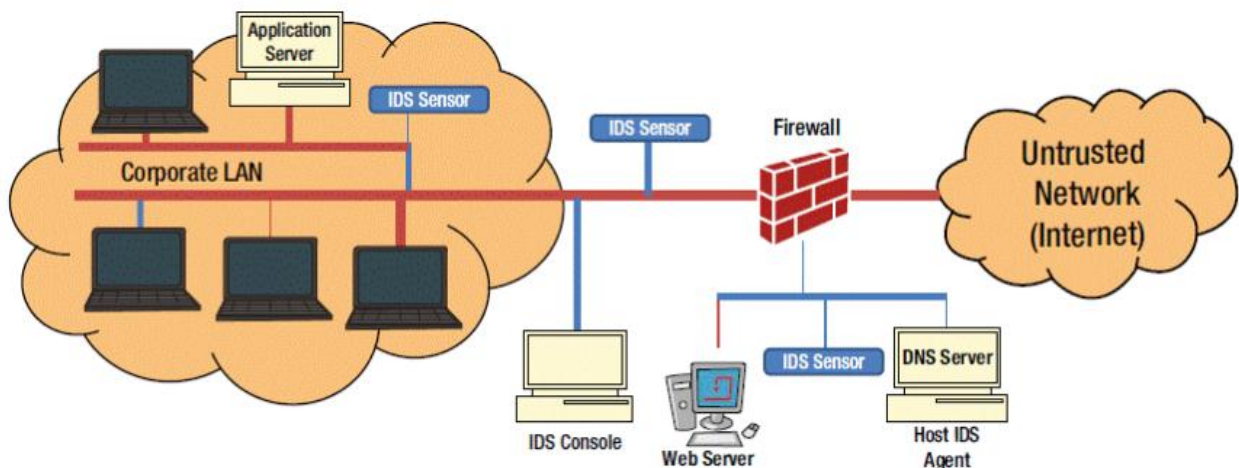 Application
Server
IDS Sensor
Corporate LAN
IDS Sensor
Firewall
Untrusted
Network
(Internet)
IDS Console
Web Server
IDS Sensor
DNS Server
Host IDS
Agent